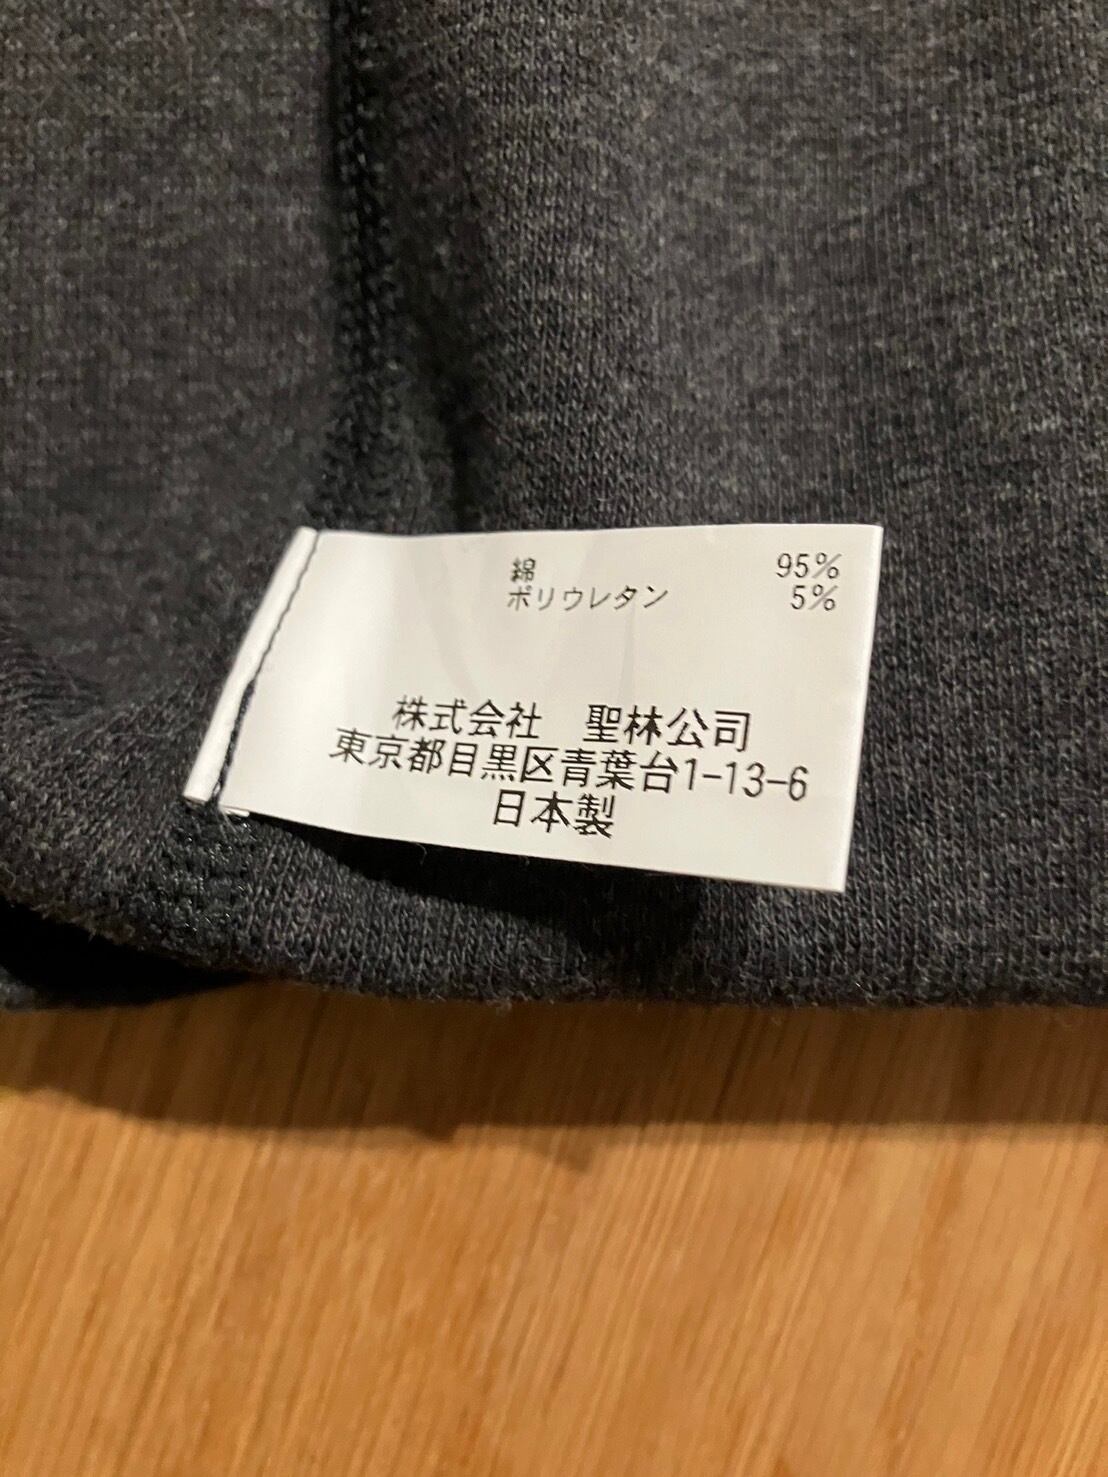 綿 95%
ポリウレタン 5%
株式会社 聖林公司
東京都目黒区青葉台1-13-6
日本製